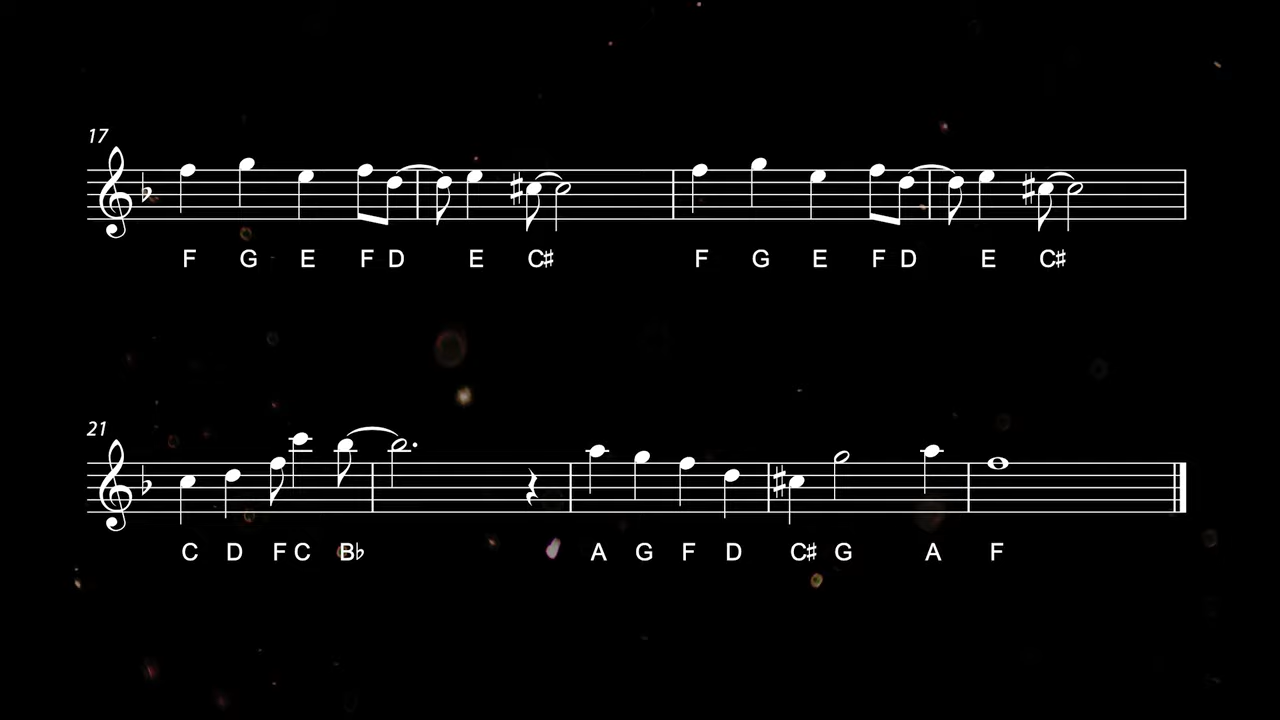 17
F G E F D E C♯ F G E F D E C♯
21
C D F C B♭ A G F D C♯ G A F